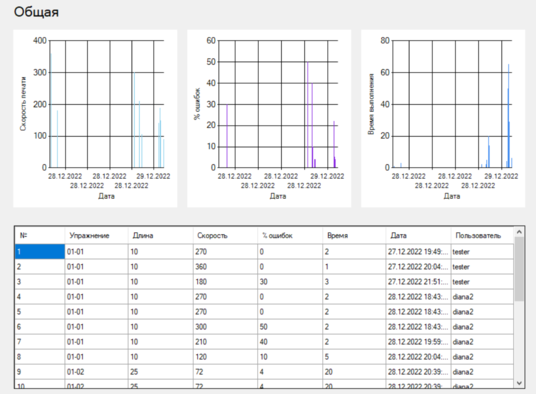 Общая
400
300
200
100
0
Скорость печати
28.12.2022 28.12.2022 29.12.2022
28.12.2022 28.12.2022
Дата
60
50
40
30
20
10
0
% ошибок
28.12.2022 28.12.2022 29.12.2022
28.12.2022 28.12.2022
Дата
80
60
40
20
0
Время выполнения
28.12.2022 28.12.2022 29.12.2022
28.12.2022 28.12.2022
Дата
№ Упражнение Длина Скорость % ошибок Время Дата Пользователь
1 01-01 10 270 0 2 27.12.2022 19:49:... tester
2 01-01 10 360 0 1 27.12.2022 20:04:... tester
3 01-01 10 180 30 3 27.12.2022 21:51:... tester
4 01-01 10 270 0 2 28.12.2022 18:43:... diana2
5 01-01 10 270 0 2 28.12.2022 18:43:... diana2
6 01-01 10 300 50 2 28.12.2022 18:43:... diana2
7 01-01 10 210 40 2 28.12.2022 19:59:... diana2
8 01-01 10 120 10 5 28.12.2022 20:04:... diana2
9 01-02 25 72 4 20 28.12.2022 20:39:... diana2
10 01-02 25 72 4 20 28.12.2022 20:39:... diana2